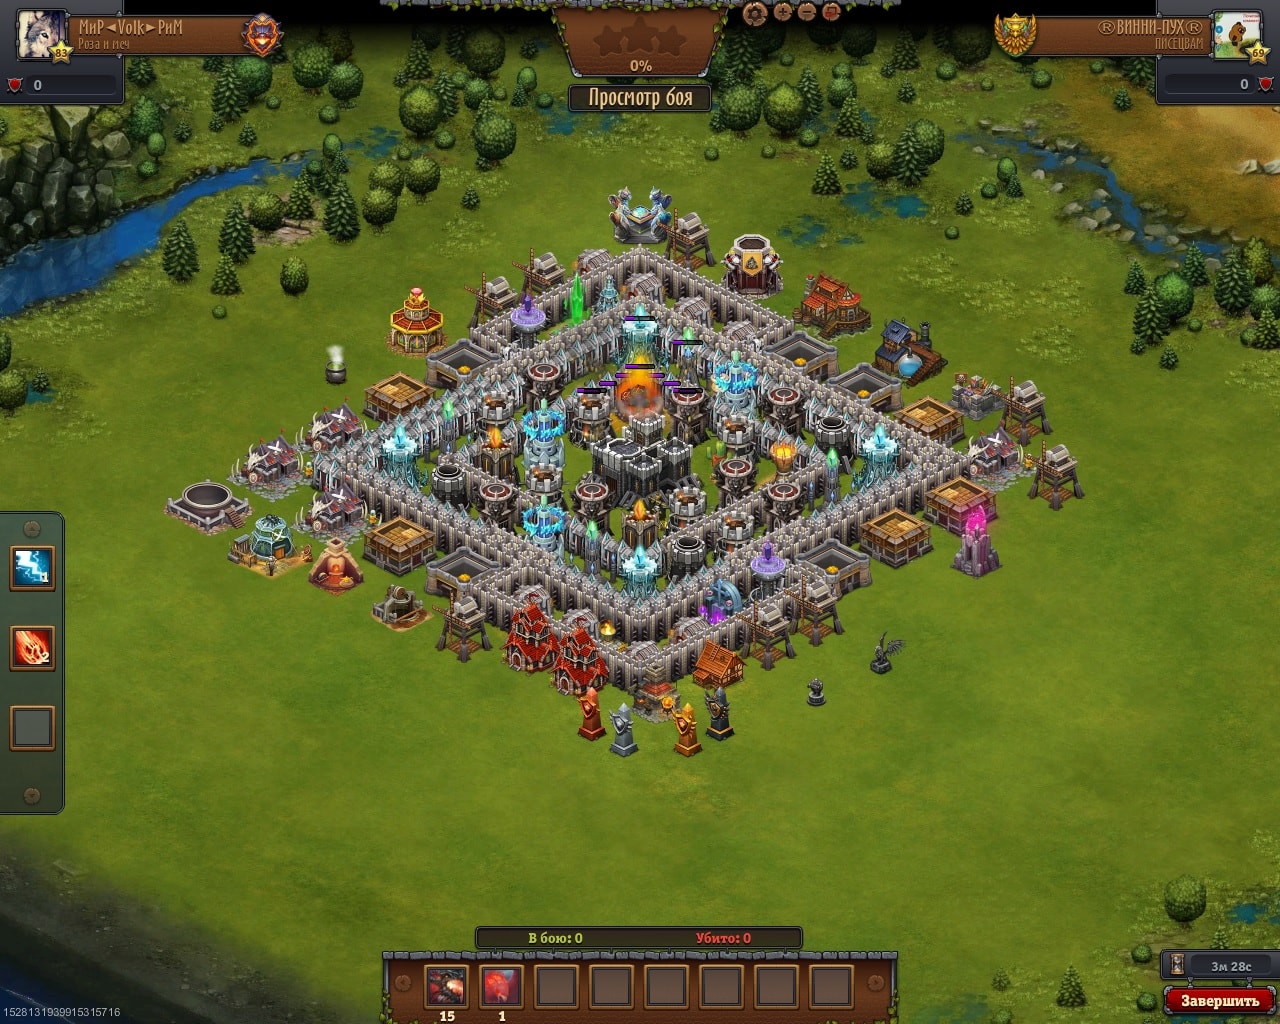 МиР◄Volk►РиМ
Роза и меч
83
0
0%
Просмотр боя
®ВИННИ-ПУХ®
ПИСЕЦВАМ
69
0
1
2
В бою: 0
Убито: 0
15
1
3м 28с
Завершить
1528131939915315716